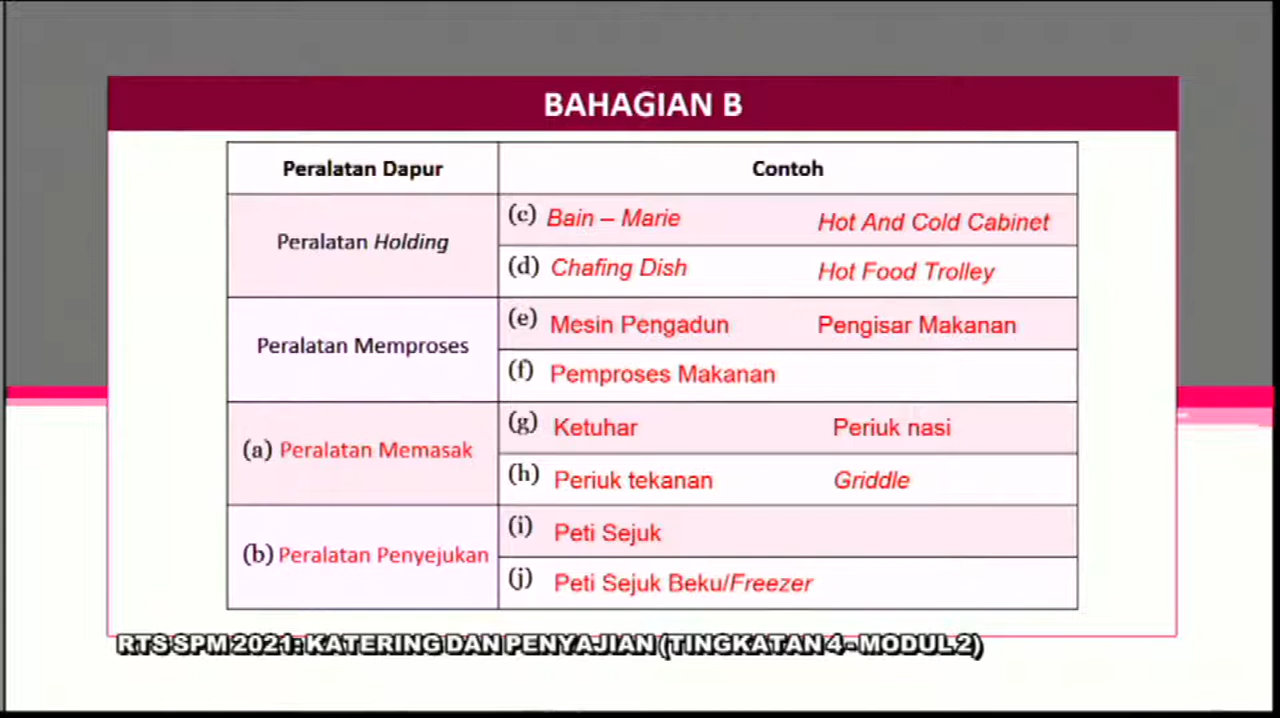 BAHAGIAN B
Peralatan Dapur Contoh
Peralatan Holding
(c) Bain – Marie Hot And Cold Cabinet
(d) Chafing Dish Hot Food Trolley
Peralatan Memproses
(e) Mesin Pengadun Pengisar Makanan
(f) Pemproses Makanan
(a) Peralatan Memasak
(g) Ketuhar Periuk nasi
(h) Periuk tekanan Griddle
(b) Peralatan Penyejukan
(i) Peti Sejuk
(j) Peti Sejuk Beku/Freezer
RTS SPM 2021: KATERING DAN PENYAJIAN (TINGKATAN 4 - MODUL 2)